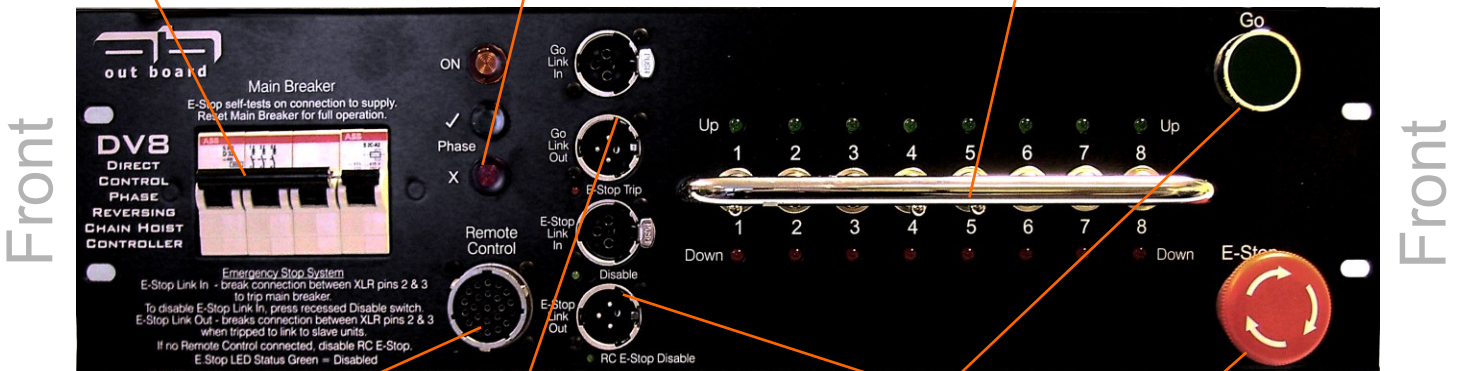 Front
out board
Main Breaker
E-Stop self-tests on connection to supply.
Reset Main Breaker for full operation.
ABB
ABB
DV8
DIRECT
CONTROL
PHASE
REVERSING
CHAIN HOIST
CONTROLLER
Emergency Stop System
E-Stop Link In - break connection between XLR pins 2 & 3
to trip main breaker.
To disable E-Stop Link In, press recessed Disable switch.
E-Stop Link Out - breaks connection between XLR pins 2 & 3
when tripped to link to slave units.
If no Remote Control connected, disable RC E-Stop.
E.Stop LED Status Green = Disabled
ON
✓
Phase
X
Remote
Control
Go
Link
In
PUSH
Go
Link
Out
E-Stop Trip
E-Stop
Link
In
PUSH
Disable
E-Stop
Link
Out
RC E-Stop Disable
Up Up
1 2 3 4 5 6 7 8
1 2 3 4 5 6 7 8
Down Down
Go
E-Stop
Front